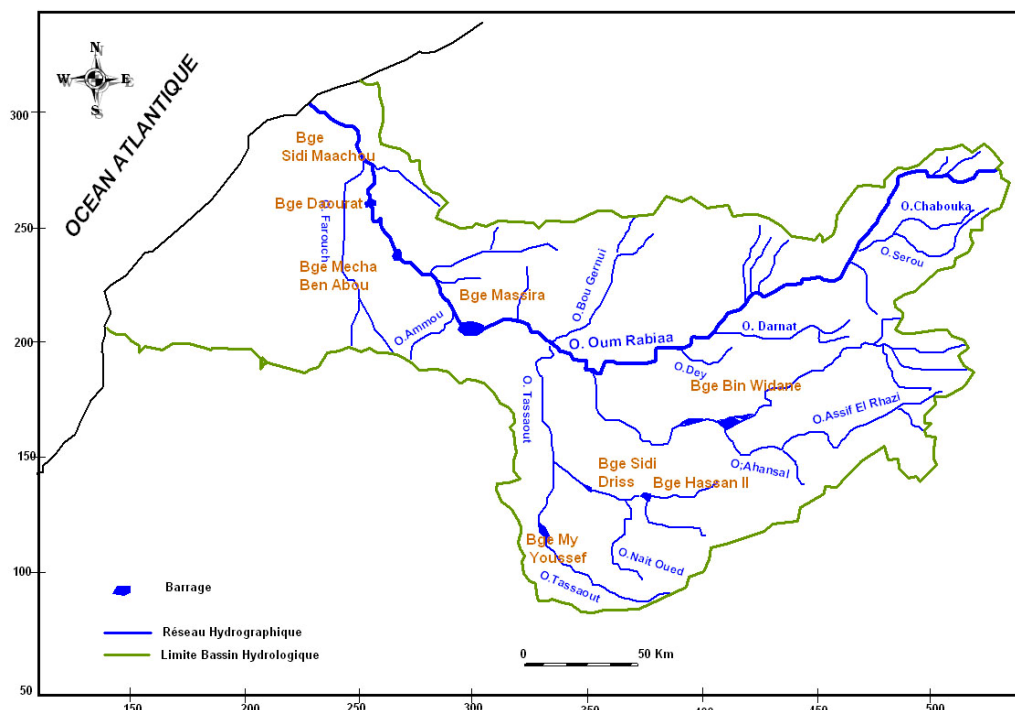 N
W E
S
OCEAN ATLANTIQUE
300
250
200
150
100
50
Bge
Sidi Maachou
Bge Daourat
O. Farouch
Bge Mecha
Ben Abou
O.Ammou
Bge Massira
O.Bou Gernui
O. Oum Rabiaa
O.Chabouka
O.Serou
O. Darnat
O.Dey
Bge Bin Widane
O.Assif El Rhazi
O.Ahansal
O. Tassaout
Bge Sidi
Driss
Bge Hassan II
Bge My
Youssef
O.Nait Oued
O.Tassaout
Barrage
Réseau Hydrographique
Limite Bassin Hydrologique
0 50 Km
150 200 250 300 350 400 450 500